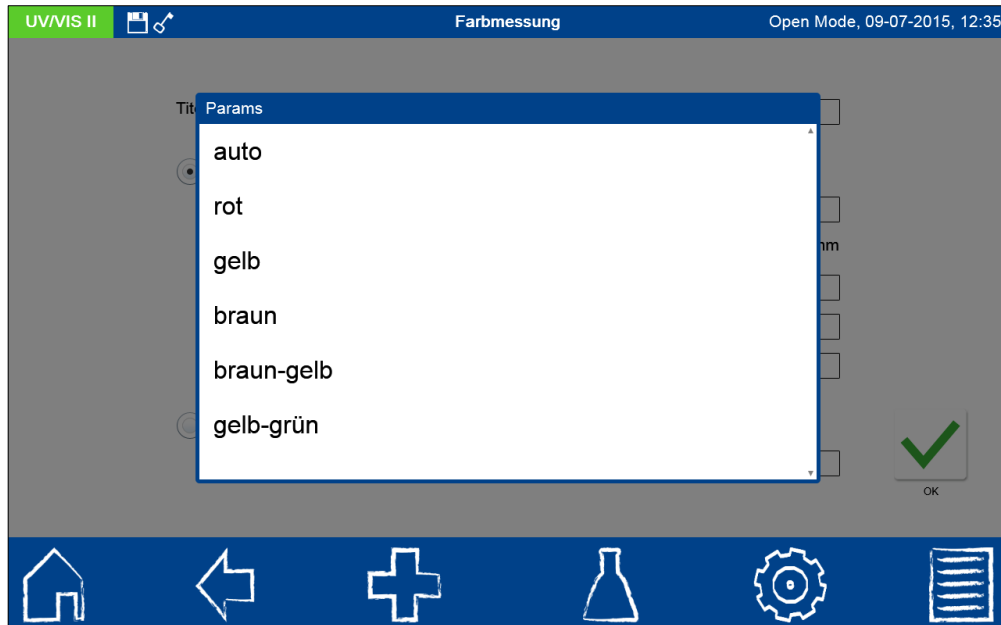 UV/VIS II Farbmessung Open Mode, 09-07-2015, 12:35
Params
auto
rot
gelb
braun
braun-gelb
gelb-grün
OK